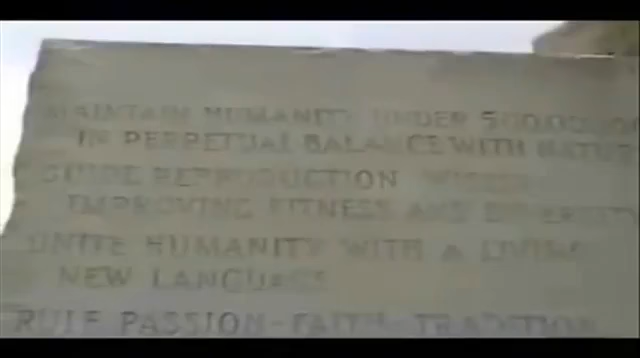 MAINTAIN HUMANITY UNDER 500,000,000
IN PERPETUAL BALANCE WITH NATU
GUIDE REPRODUCTION WISELY
IMPROVING FITNESS AND DIVERSITY
UNITE HUMANITY WITH A LIVING
NEW LANGUAGE
RULE PASSION - FAITH - TRADITION